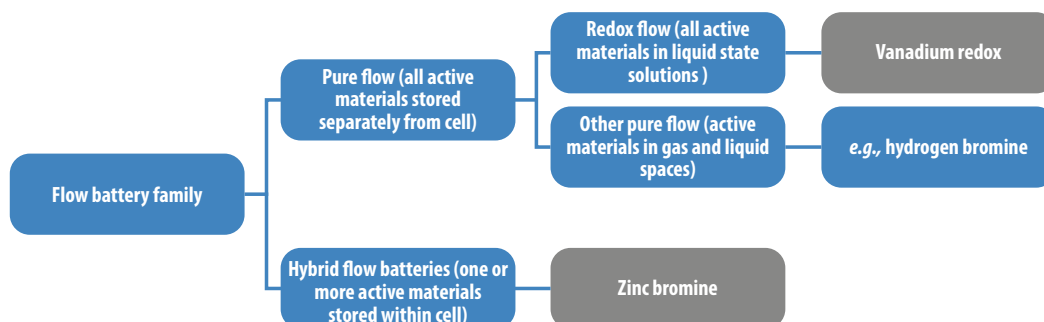 Redox flow (all active
materials in liquid state
solutions )
Vanadium redox
Pure flow (all active
materials stored
separately from cell)
Other pure flow (active
materials in gas and liquid
spaces)
e.g., hydrogen bromine
Flow battery family
Hybrid flow batteries (one or
more active materials
stored within cell)
Zinc bromine